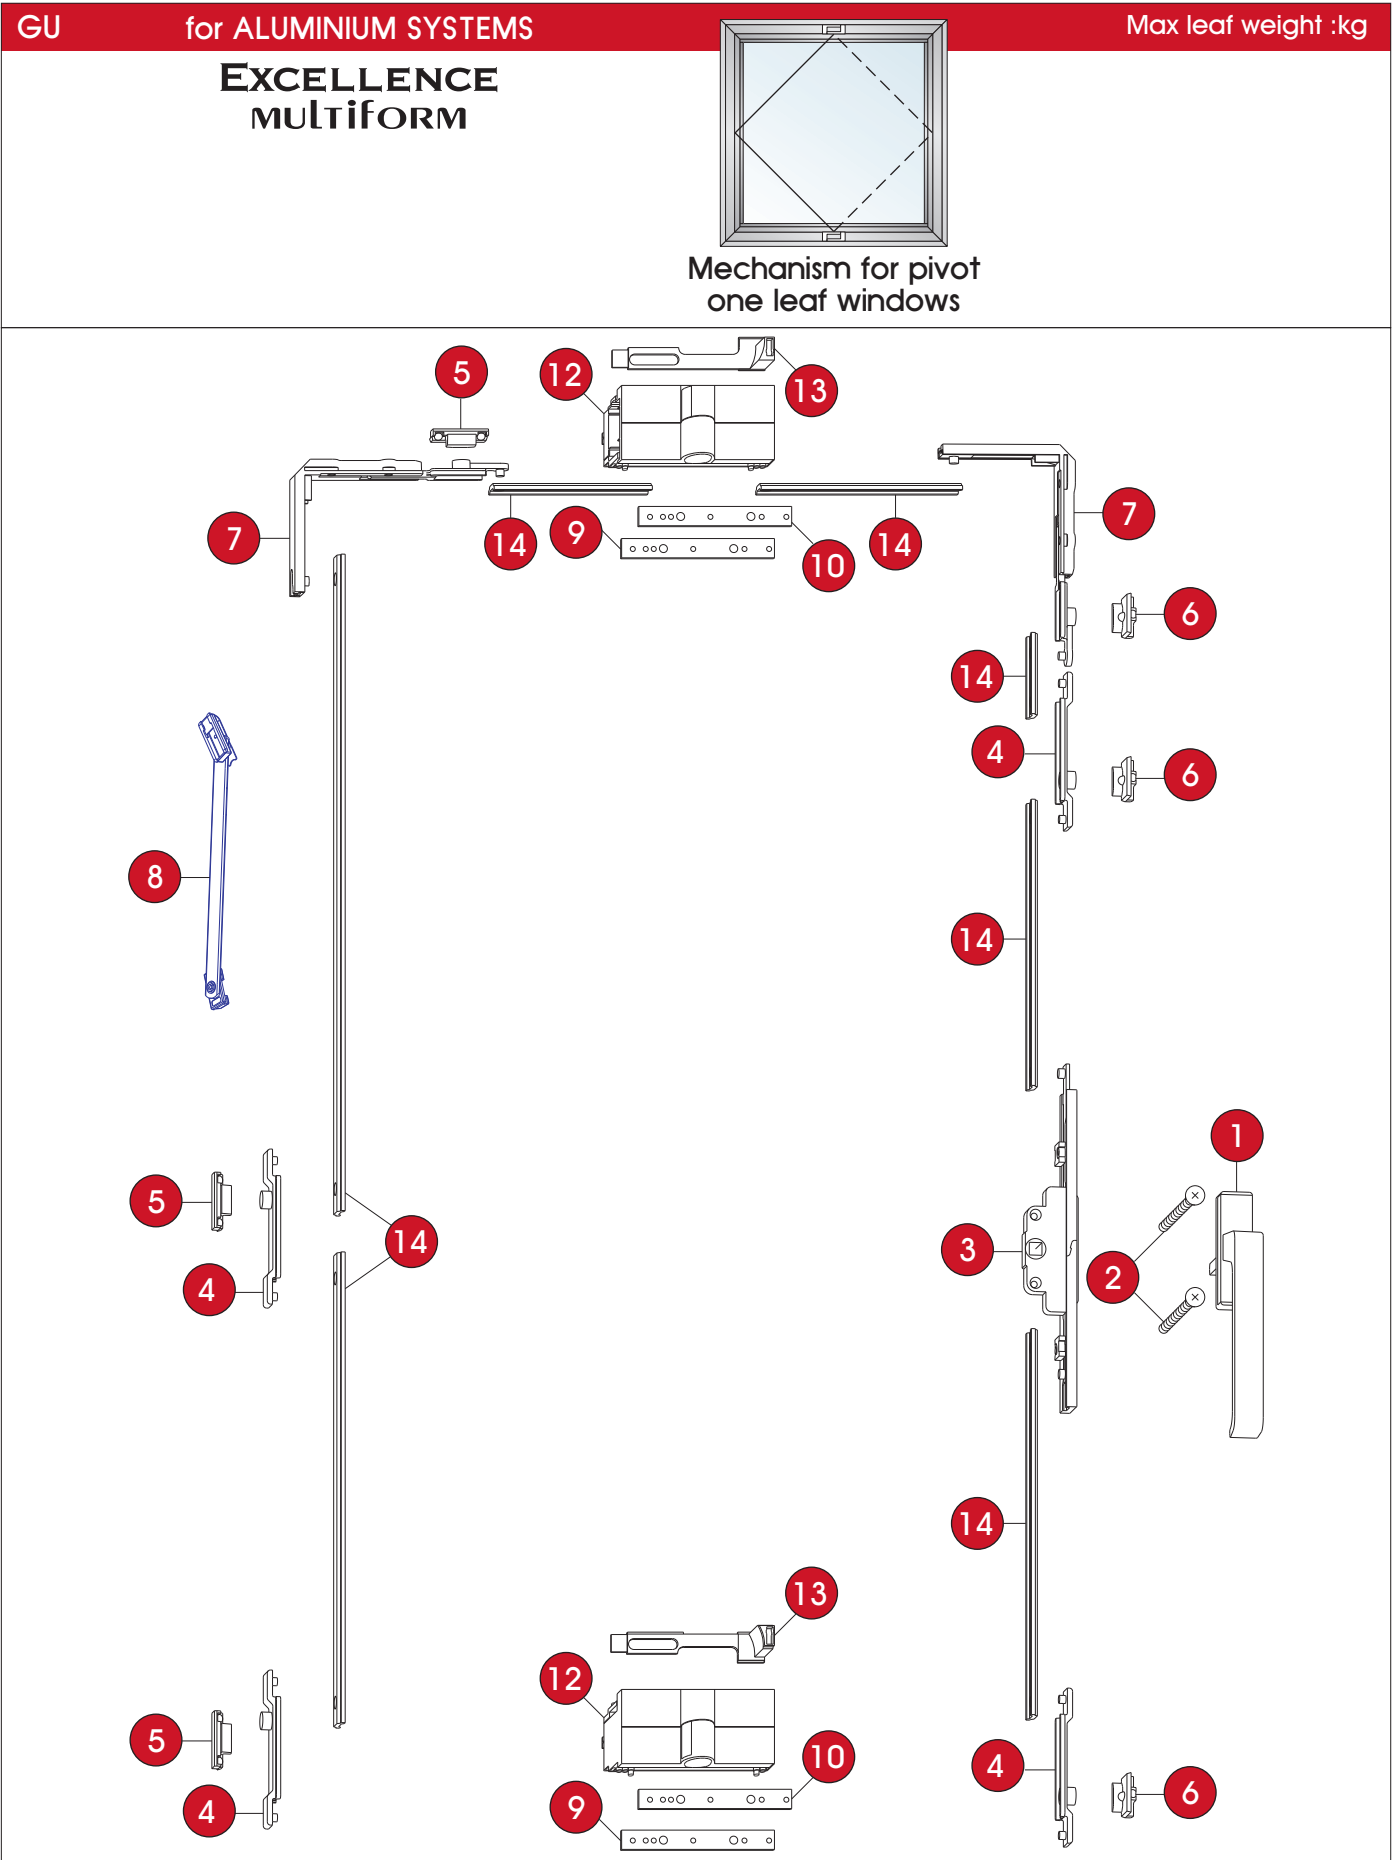 GU for ALUMINIUM SYSTEMS Max leaf weight :kg
EXCELLENCE
MULTIFORM
Mechanism for pivot
one leaf windows
5 12 13
7 14 9 10 14 7
6
14
4 6
8
14
1
5
14 3
4 2
14
13
12
5 10 4 6
4 9